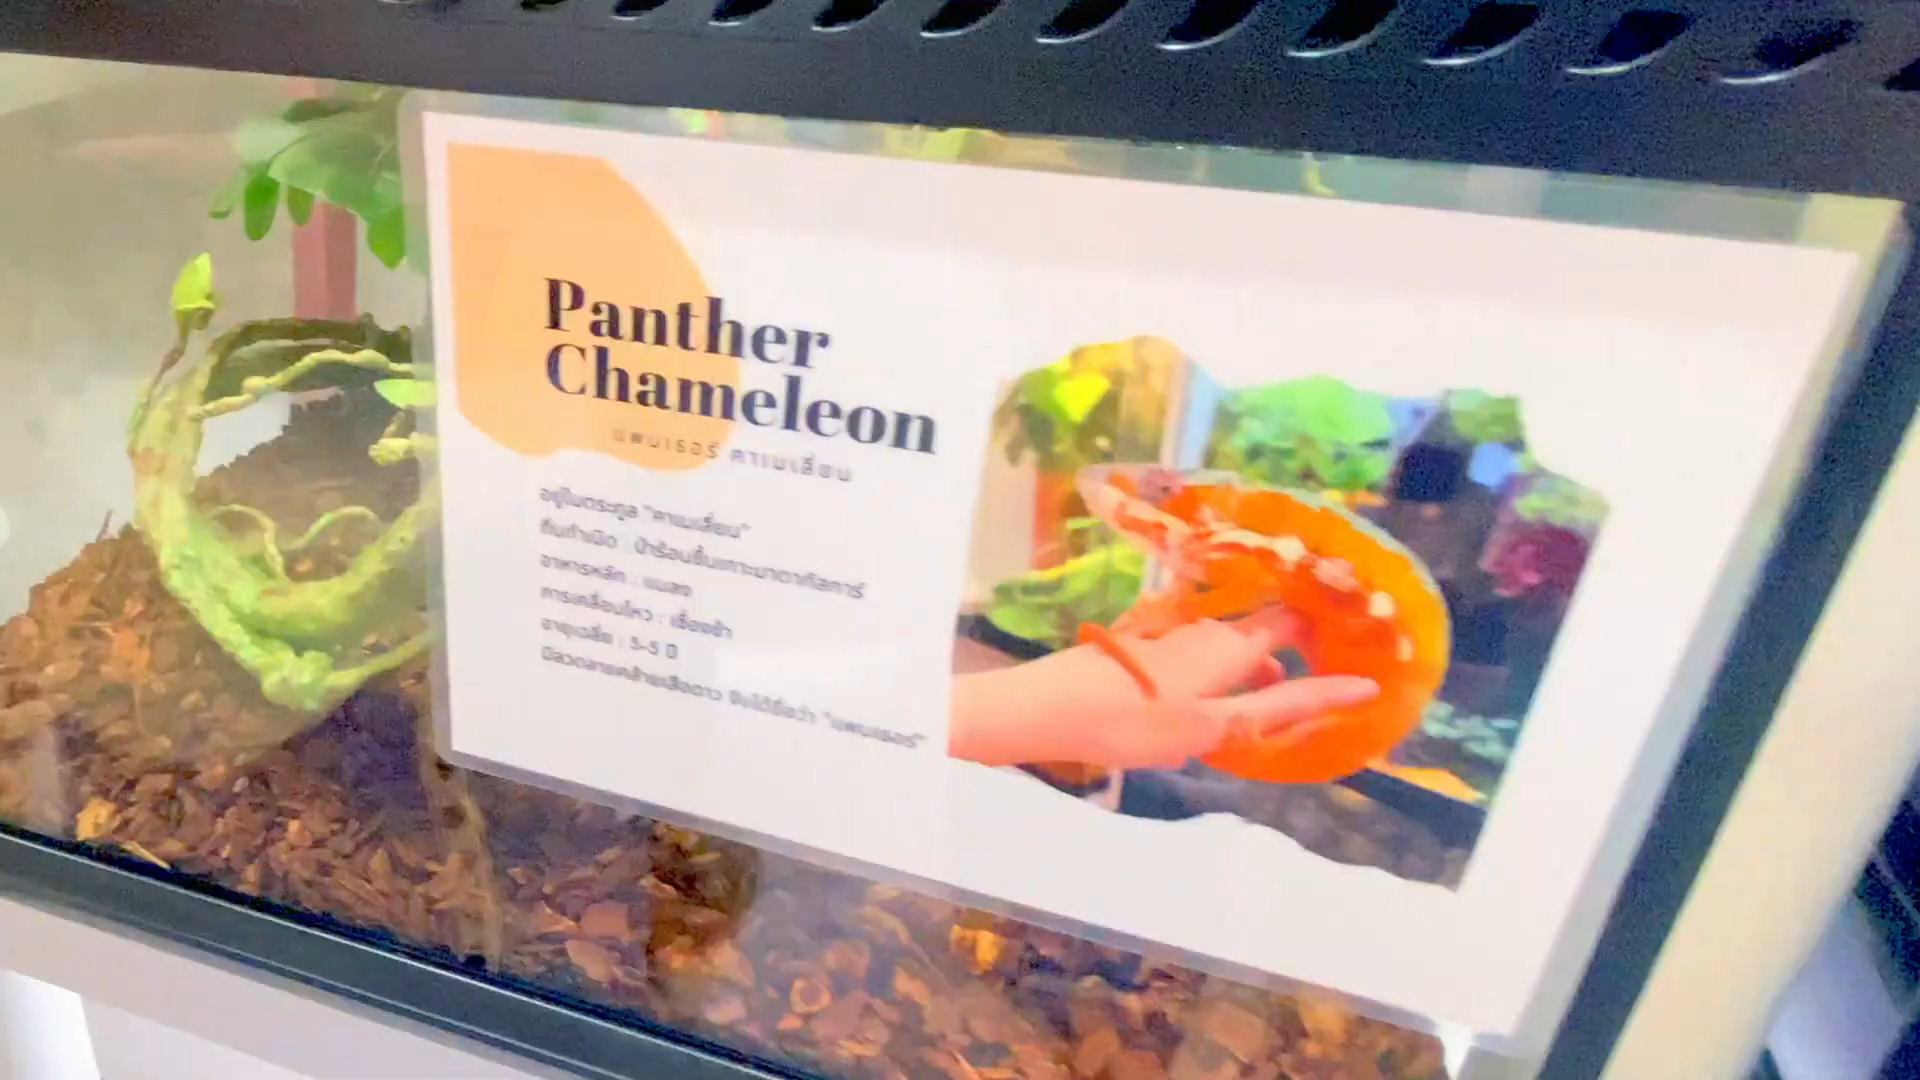 Panther
Chameleon
แพนเธอร์ คาเมเลี่ยน
อยู่ในตระกูล "คาเมเลี่ยน"
ถิ่นกำเนิด : ป่าร้อนชื้นเกาะมาดากัสการ์
อาหารหลัก : แมลง
การเคลื่อนไหว : เชื่องช้า
อายุเฉลี่ย : 3-5 ปี
มีลวดลายคล้ายเสือดาว จึงได้ชื่อว่า "แพนเธอร์"